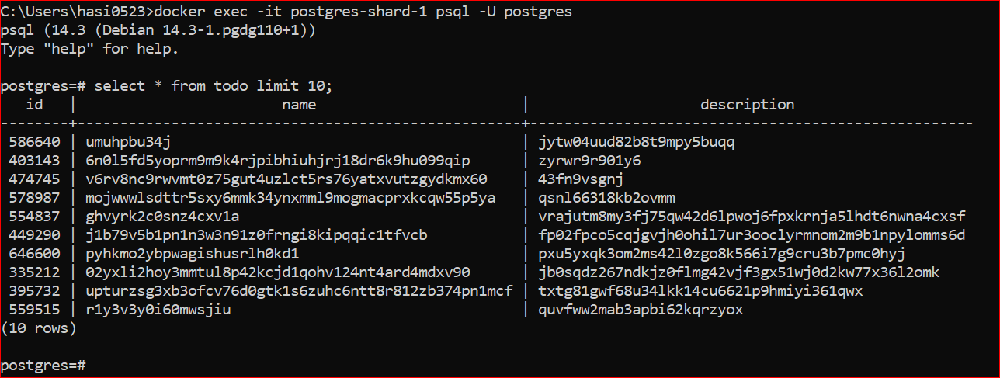 C:\Users\hasi0523>docker exec -it postgres-shard-1 psql -U postgres
psql (14.3 (Debian 14.3-1.pgdg110+1))
Type "help" for help.
postgres=# select * from todo limit 10;
   id   |                       name                        |                    description
--------+---------------------------------------------------+---------------------------------------------------
 586640 | umuhpbu34j                                        | jytw04uud82b8t9mpy5buqq
 403143 | 6n0l5fd5yoprm9m9k4rjpibhiuhjrj18dr6k9hu099qip     | zyrwr9r901y6
 474745 | v6rv8nc9rwvmt0z75gut4uzlct5rs76yatxvutzgydkmx60   | 43fn9vsgnj
 578987 | mojwwwlsdttr5sxy6mmk34ynxmml9mogmacprxkcqw55p5ya  | qsnl66318kb2ovmm
 554837 | ghvyrk2c0snz4cxv1a                                | vrajutm8my3fj75qw42d6lpwoj6fpxkrnja5lhdt6nwna4cxsf
 449290 | j1b79v5b1pn1n3w3n91z0frngi8kipqqic1tfvcb          | fp02fpco5cqjgvjh0ohil7ur3ooclyrmnom2m9b1npylomms6d
 646600 | pyhkmo2ybpwagishusrlh0kd1                         | pxu5yxqk3om2ms42l0zgo8k566i7g9cru3b7pmc0hyj
 335212 | 02yxli2hoy3mmtul8p42kcjd1qohv124nt4ard4mdxv90     | jb0sqdz267ndkjz0flmg42vjf3gx51wj0d2kw77x36l2omk
 395732 | upturzsg3xb3ofcv76d0gtk1s6zuhc6ntt8r812zb374pn1mcf | txtg81gwf68u34lkk14cu6621p9hmiyi361qwx
 559515 | r1y3v3y0i60mwsjiu                                 | quvfww2mab3apbi62kqrzyox
(10 rows)
postgres=#